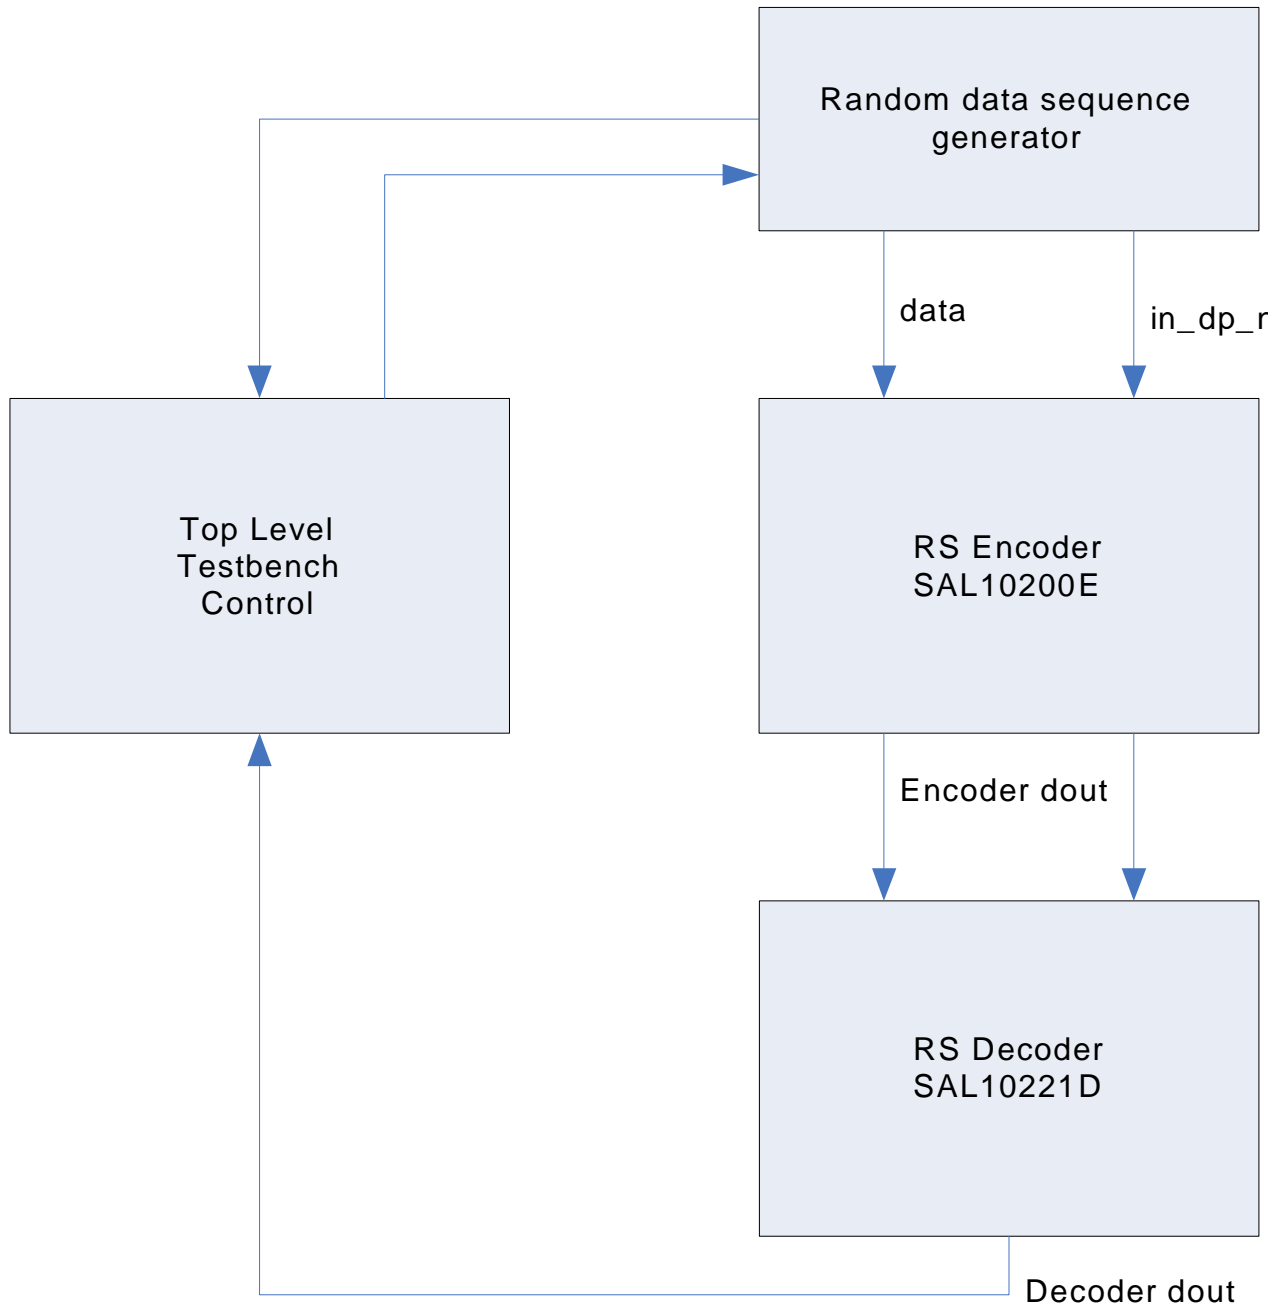 Random data sequence
generator
data
Top Level
Testbench
Control
RS Encoder
SAL10200E
Encoder dout
RS Decoder
SAL10221D
Decoder dout